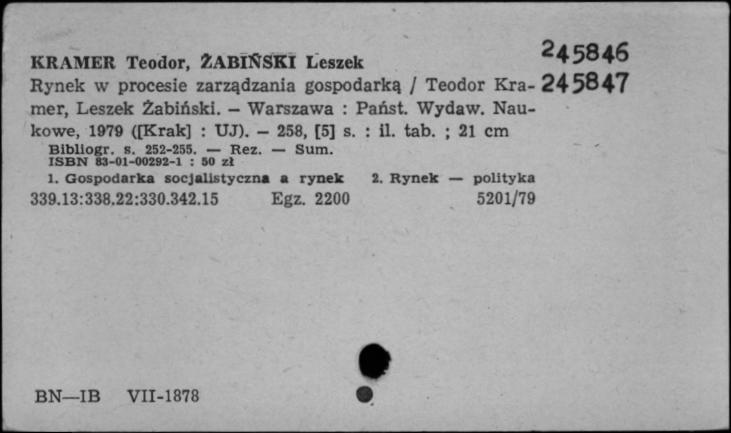 KRAMER Teodor, ŻABIŃSKI Leszek 245846
Rynek w procesie zarządzania gospodarką / Teodor Kra- 245847
mer, Leszek Żabiński. — Warszawa : Państ. Wydaw. Nau-
kowe, 1979 ([Krak] : UJ). — 258, [5] s. : il. tab. ; 21 cm
Bibliogr. s. 252-255. — Rez. — Sum.
ISBN 83-01-00292-1 : 50 zł
1. Gospodarka socjalistyczna a rynek 2. Rynek — polityka
339.13:338.22:330.342.15 Egz. 2200 5201/79
BN—IB VII-1878